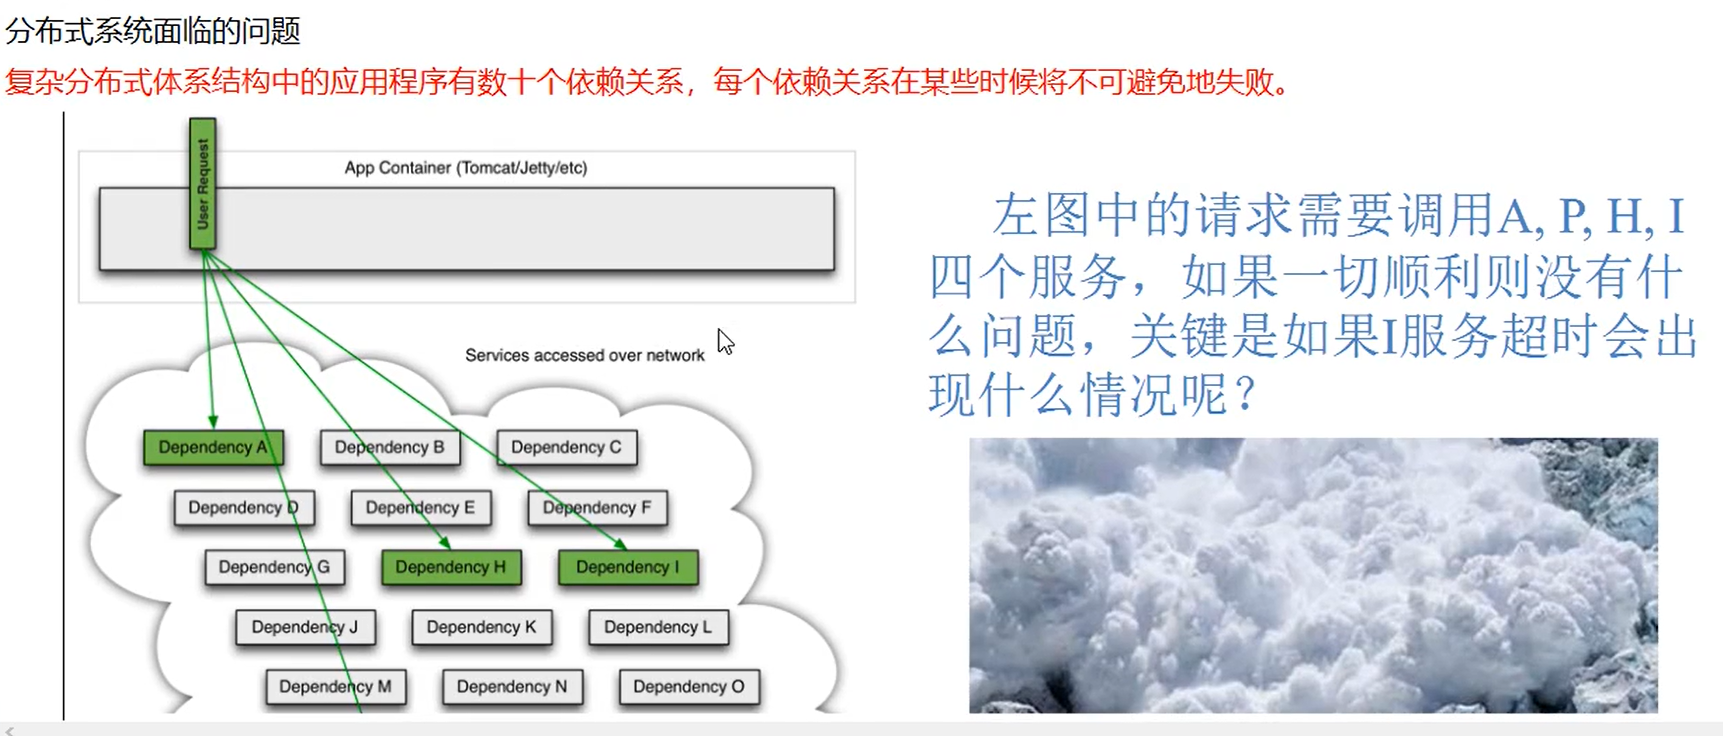 分布式系统面临的问题
复杂分布式体系结构中的应用程序有数十个依赖关系，每个依赖关系在某些时候将不可避免地失败。
User Request
App Container (Tomcat/Jetty/etc)
Services accessed over network
Dependency A
Dependency B
Dependency C
Dependency D
Dependency E
Dependency F
Dependency G
Dependency H
Dependency I
Dependency J
Dependency K
Dependency L
Dependency M
Dependency N
Dependency O
左图中的请求需要调用A, P, H, I
四个服务，如果一切顺利则没有什
么问题，关键是如果I服务超时会出
现什么情况呢？